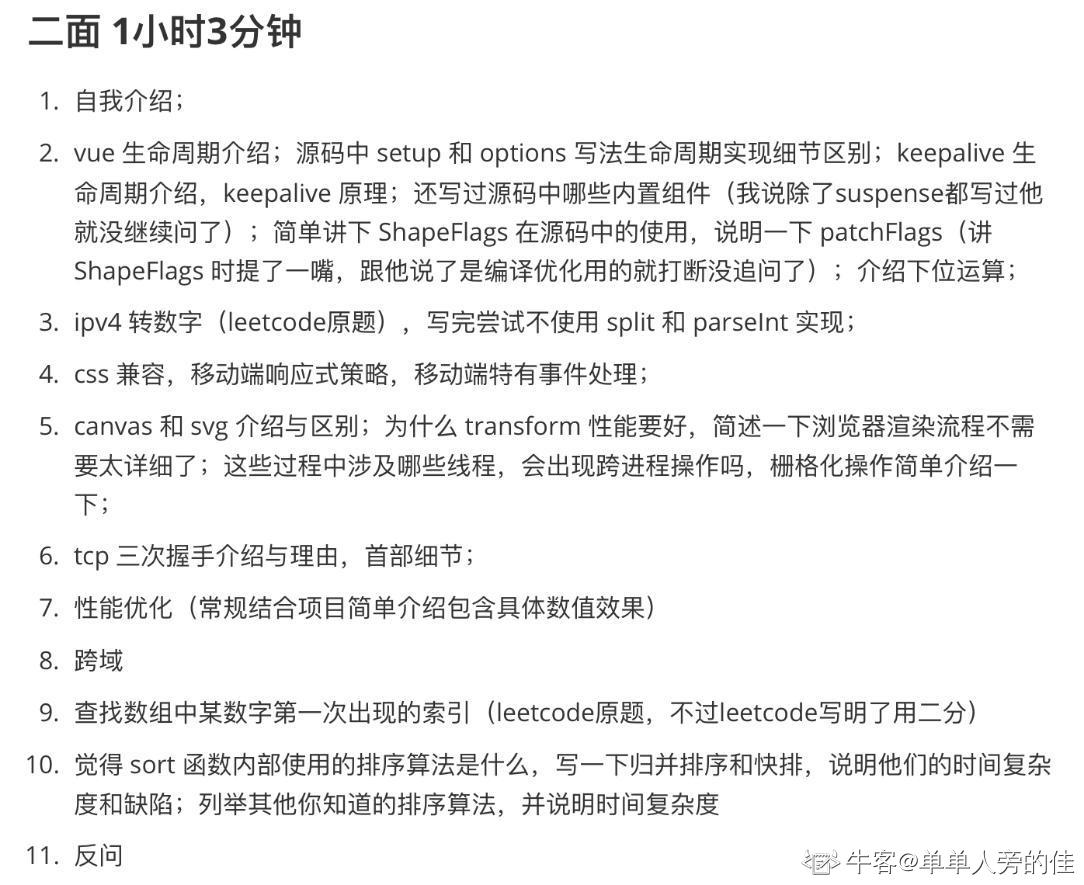 二面 1小时3分钟
1. 自我介绍；
2. vue 生命周期介绍；源码中 setup 和 options 写法生命周期实现细节区别；keepalive 生
命周期介绍，keepalive 原理；还写过源码中哪些内置组件（我说除了suspense都写过他
就没继续问了）；简单讲下 ShapeFlags 在源码中的使用，说明一下 patchFlags（讲
ShapeFlags 时提了一嘴，跟他说了是编译优化用的就打断没追问了）；介绍下位运算；
3. ipv4 转数字（leetcode原题），写完尝试不使用 split 和 parseInt 实现；
4. css 兼容，移动端响应式策略，移动端特有事件处理；
5. canvas 和 svg 介绍与区别；为什么 transform 性能要好，简述一下浏览器渲染流程不需
要太详细了；这些过程中涉及哪些线程，会出现跨进程操作吗，栅格化操作简单介绍一
下；
6. tcp 三次握手介绍与理由，首部细节；
7. 性能优化（常规结合项目简单介绍包含具体数值效果）
8. 跨域
9. 查找数组中某数字第一次出现的索引（leetcode原题，不过leetcode写明了用二分）
10. 觉得 sort 函数内部使用的排序算法是什么，写一下归并排序和快排，说明他们的时间复杂
度和缺陷；列举其他你知道的排序算法，并说明时间复杂度
11. 反问
牛客@单单人旁的佳